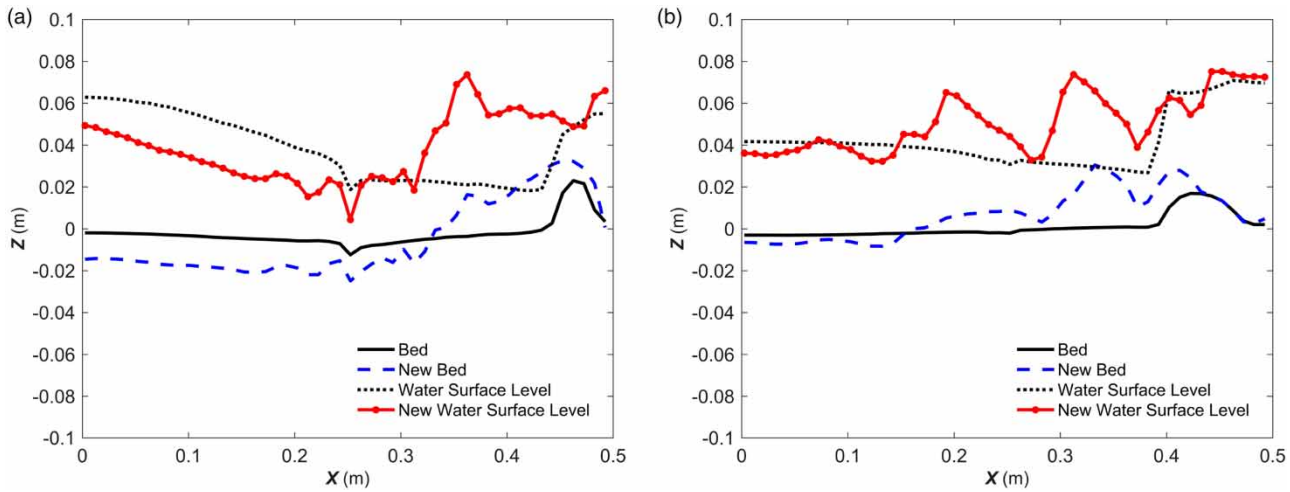 (a)
0.1
0.08
0.06
0.04
0.02
0
-0.02
-0.04
-0.06
-0.08
-0.1
Z (m)
Bed
New Bed
Water Surface Level
New Water Surface Level
0 0.1 0.2 0.3 0.4 0.5
X (m)
(b)
0.1
0.08
0.06
0.04
0.02
0
-0.02
-0.04
-0.06
-0.08
-0.1
Z (m)
Bed
New Bed
Water Surface Level
New Water Surface Level
0 0.1 0.2 0.3 0.4 0.5
X (m)